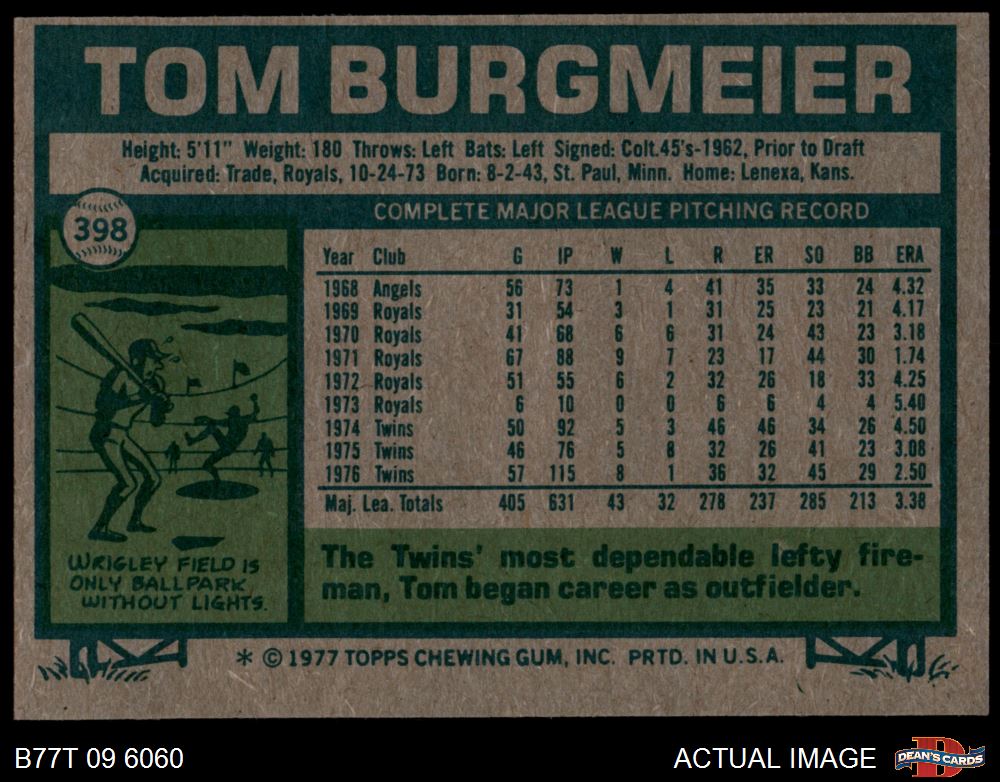 TOM BURGMEIER
Height: 5'11" Weight: 180 Throws: Left Bats: Left Signed: Colt.45's-1962, Prior to Draft
Acquired: Trade, Royals, 10-24-73 Born: 8-2-43, St. Paul, Minn. Home: Lenexa, Kans.
398
COMPLETE MAJOR LEAGUE PITCHING RECORD
Year Club G IP W L R ER SO BB ERA
1968 Angels 56 73 1 4 41 35 33 24 4.32
1969 Royals 31 54 3 1 31 25 23 21 4.17
1970 Royals 41 68 6 6 31 24 43 23 3.18
1971 Royals 67 88 9 7 23 17 44 30 1.74
1972 Royals 51 55 6 2 32 26 18 33 4.25
1973 Royals 6 10 0 0 6 6 4 4 5.40
1974 Twins 50 92 5 3 46 46 34 26 4.50
1975 Twins 46 76 5 8 32 26 41 23 3.08
1976 Twins 57 115 8 1 36 32 45 29 2.50
Maj. Lea. Totals 405 631 43 32 278 237 285 213 3.38
WRIGLEY FIELD IS
ONLY BALLPARK
WITHOUT LIGHTS.
The Twins' most dependable lefty fire-
man, Tom began career as outfielder.
* © 1977 TOPPS CHEWING GUM, INC. PRTD. IN U.S.A.
B77T 09 6060
ACTUAL IMAGE
D
DEAN'S CARDS